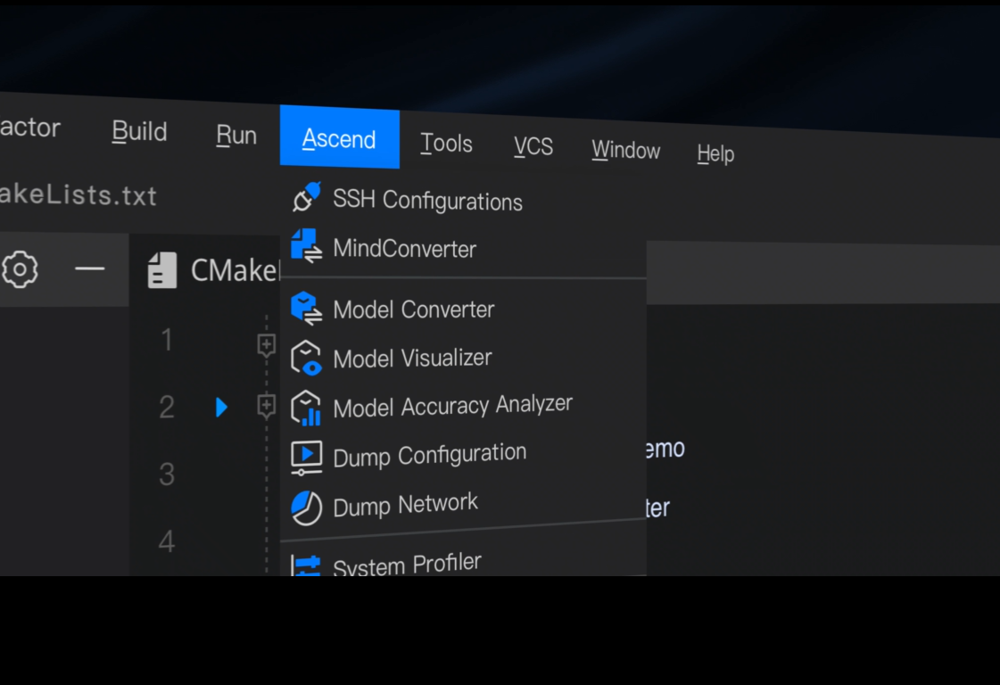 actor Build Run Ascend Tools VCS Window Help
akeLists.txt
SSH Configurations
MindConverter
CMake
Model Converter
1
Model Visualizer
2
Model Accuracy Analyzer
Dump Configuration
emo
3
Dump Network
ter
4
System Profiler